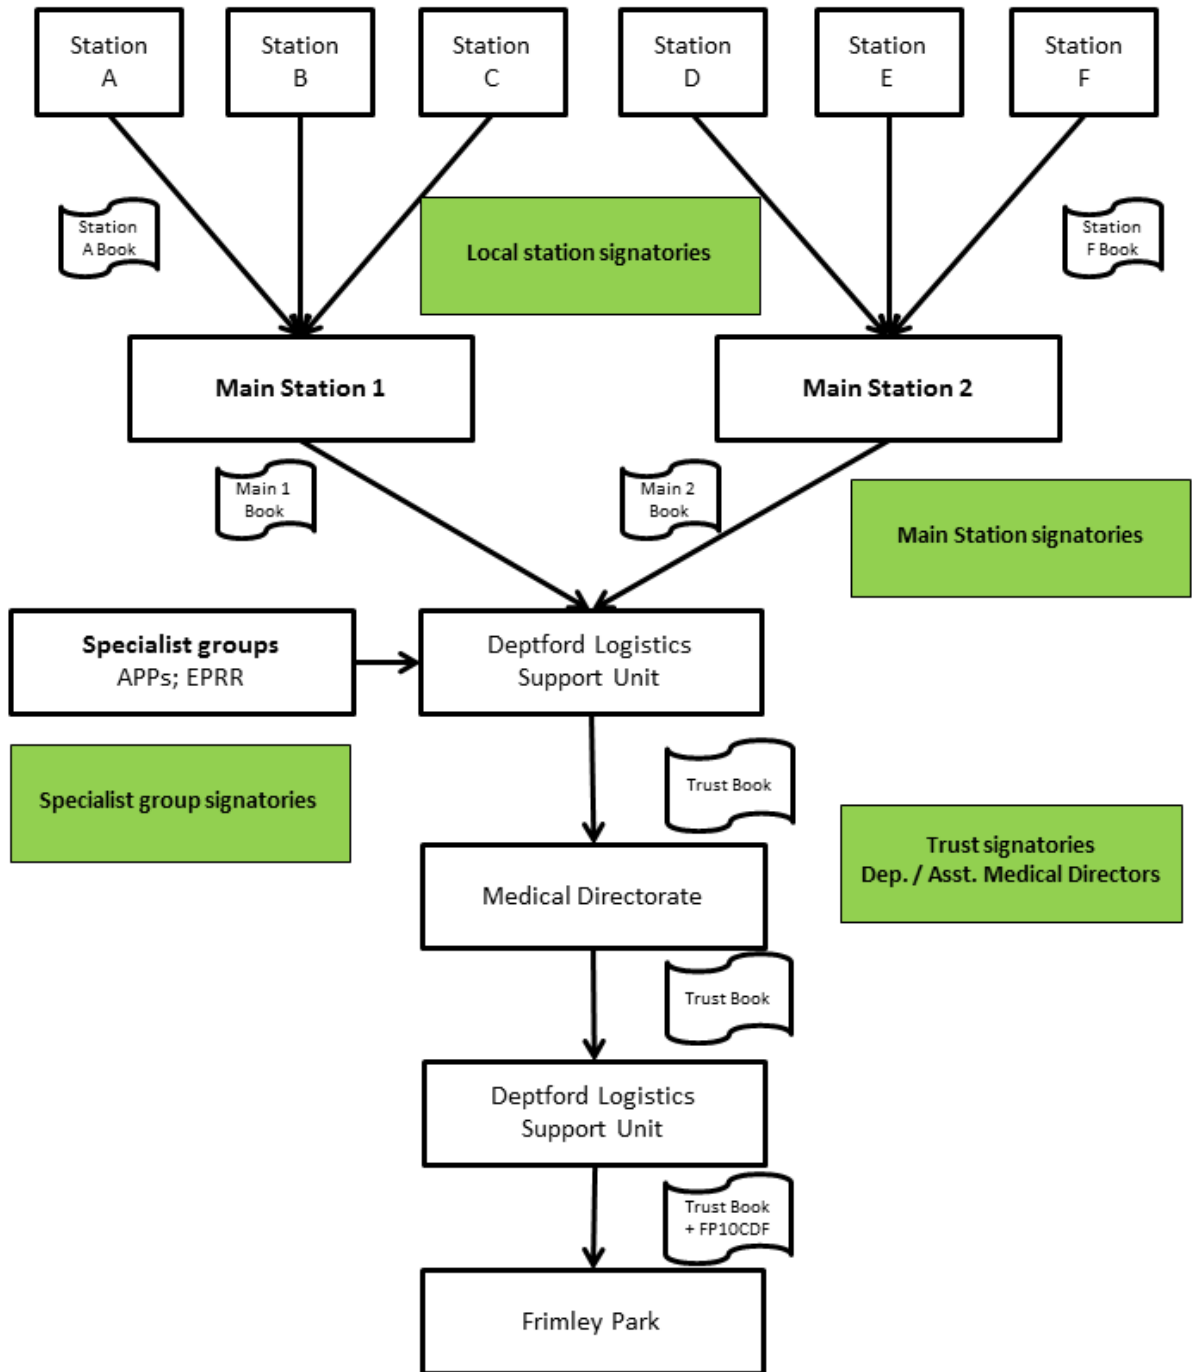 Station
A
Station
B
Station
C
Station
D
Station
E
Station
F
Station
A Book
Local station signatories
Station
F Book
Main Station 1
Main Station 2
Main 1
Book
Main 2
Book
Main Station signatories
Specialist groups
APPs; EPRR
Deptford Logistics
Support Unit
Specialist group signatories
Trust Book
Trust signatories
Dep. / Asst. Medical Directors
Medical Directorate
Trust Book
Deptford Logistics
Support Unit
Trust Book
+ FP10CDF
Frimley Park